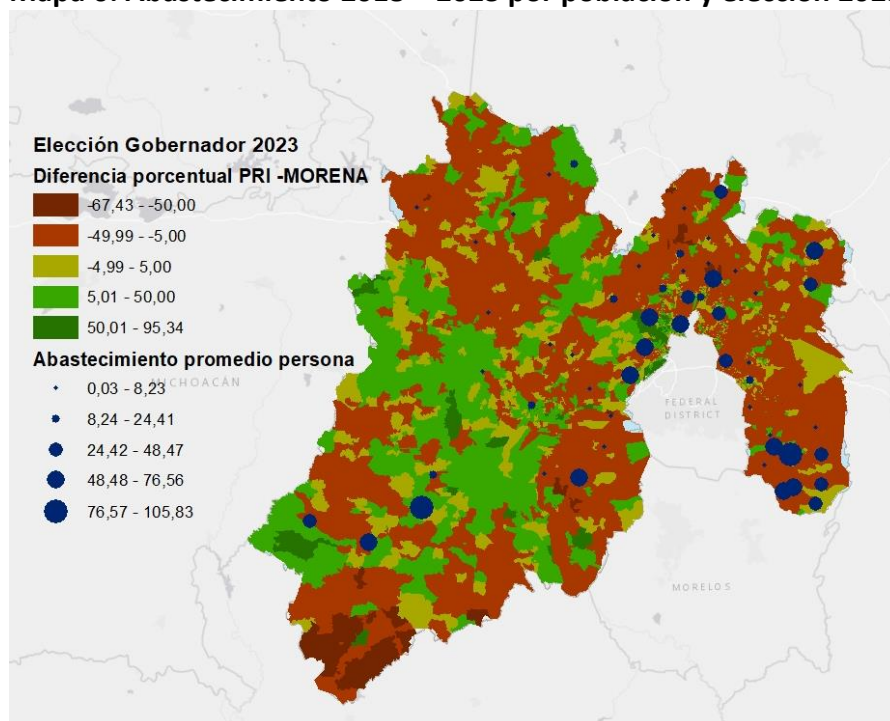 Elección Gobernador 2023
Diferencia porcentual PRI -MORENA
-67,43 - -50,00
-49,99 - -5,00
-4,99 - 5,00
5,01 - 50,00
50,01 - 95,34
Abastecimiento promedio persona
0,03 - 8,23
MICHOACÁN
8,24 - 24,41
24,42 - 48,47
48,48 - 76,56
76,57 - 105,83
FEDERAL
DISTRICT
MORELOS